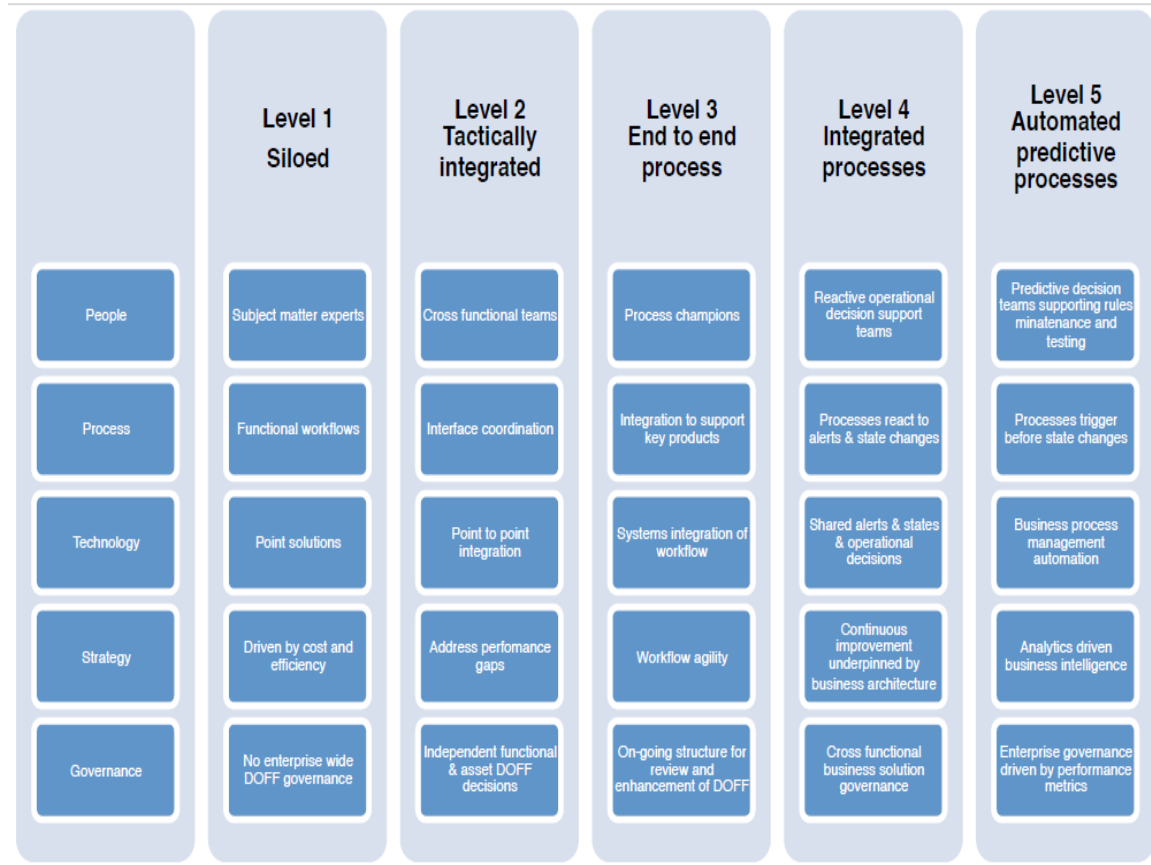 Level 1
Siloed
Level 2
Tactically
integrated
Level 3
End to end
process
Level 4
Integrated
processes
Level 5
Automated
predictive
processes
People
Subject matter experts
Cross functional teams
Process champions
Reactive operational
decision support
teams
Predictive decision
teams supporting rules
minatenance and
testing
Process
Functional workflows
Interface coordination
Integration to support
key products
Processes react to
alerts & state changes
Processes trigger
before state changes
Technology
Point solutions
Point to point
integration
Systems integration of
workflow
Shared alerts & states
& operational
decisions
Business process
management
automation
Strategy
Driven by cost and
efficiency
Address perfomance
gaps
Workflow agility
Continuous
improvement
underpinned by
business architecture
Analytics driven
business intelligence
Governance
No enterprise wide
DOFF governance
Independent functional
& asset DOFF
decisions
On-going structure for
review and
enhancement of DOFF
Cross functional
business solution
governance
Enterprise governance
driven by performance
metrics